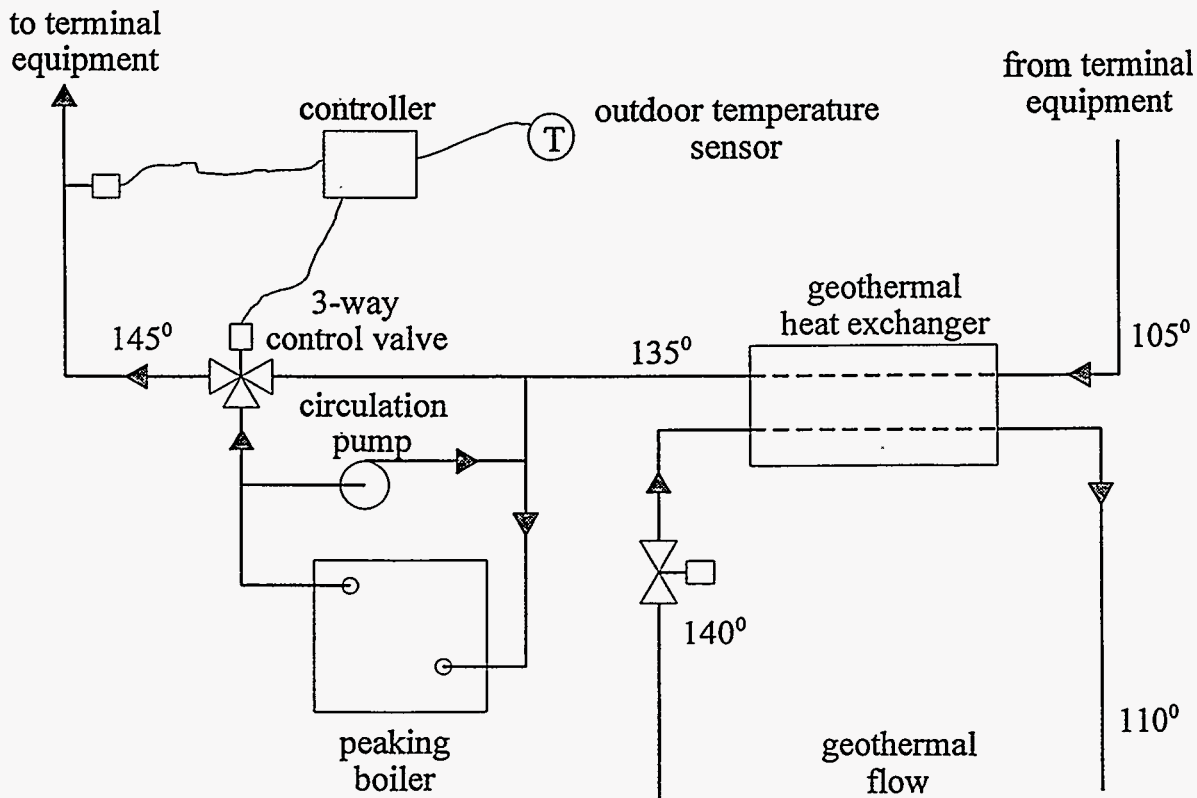 to terminal
equipment
controller
T
outdoor temperature
sensor
from terminal
equipment
3-way
control valve
145⁰
geothermal
heat exchanger
135⁰
105⁰
circulation
pump
140⁰
110⁰
peaking
boiler
geothermal
flow